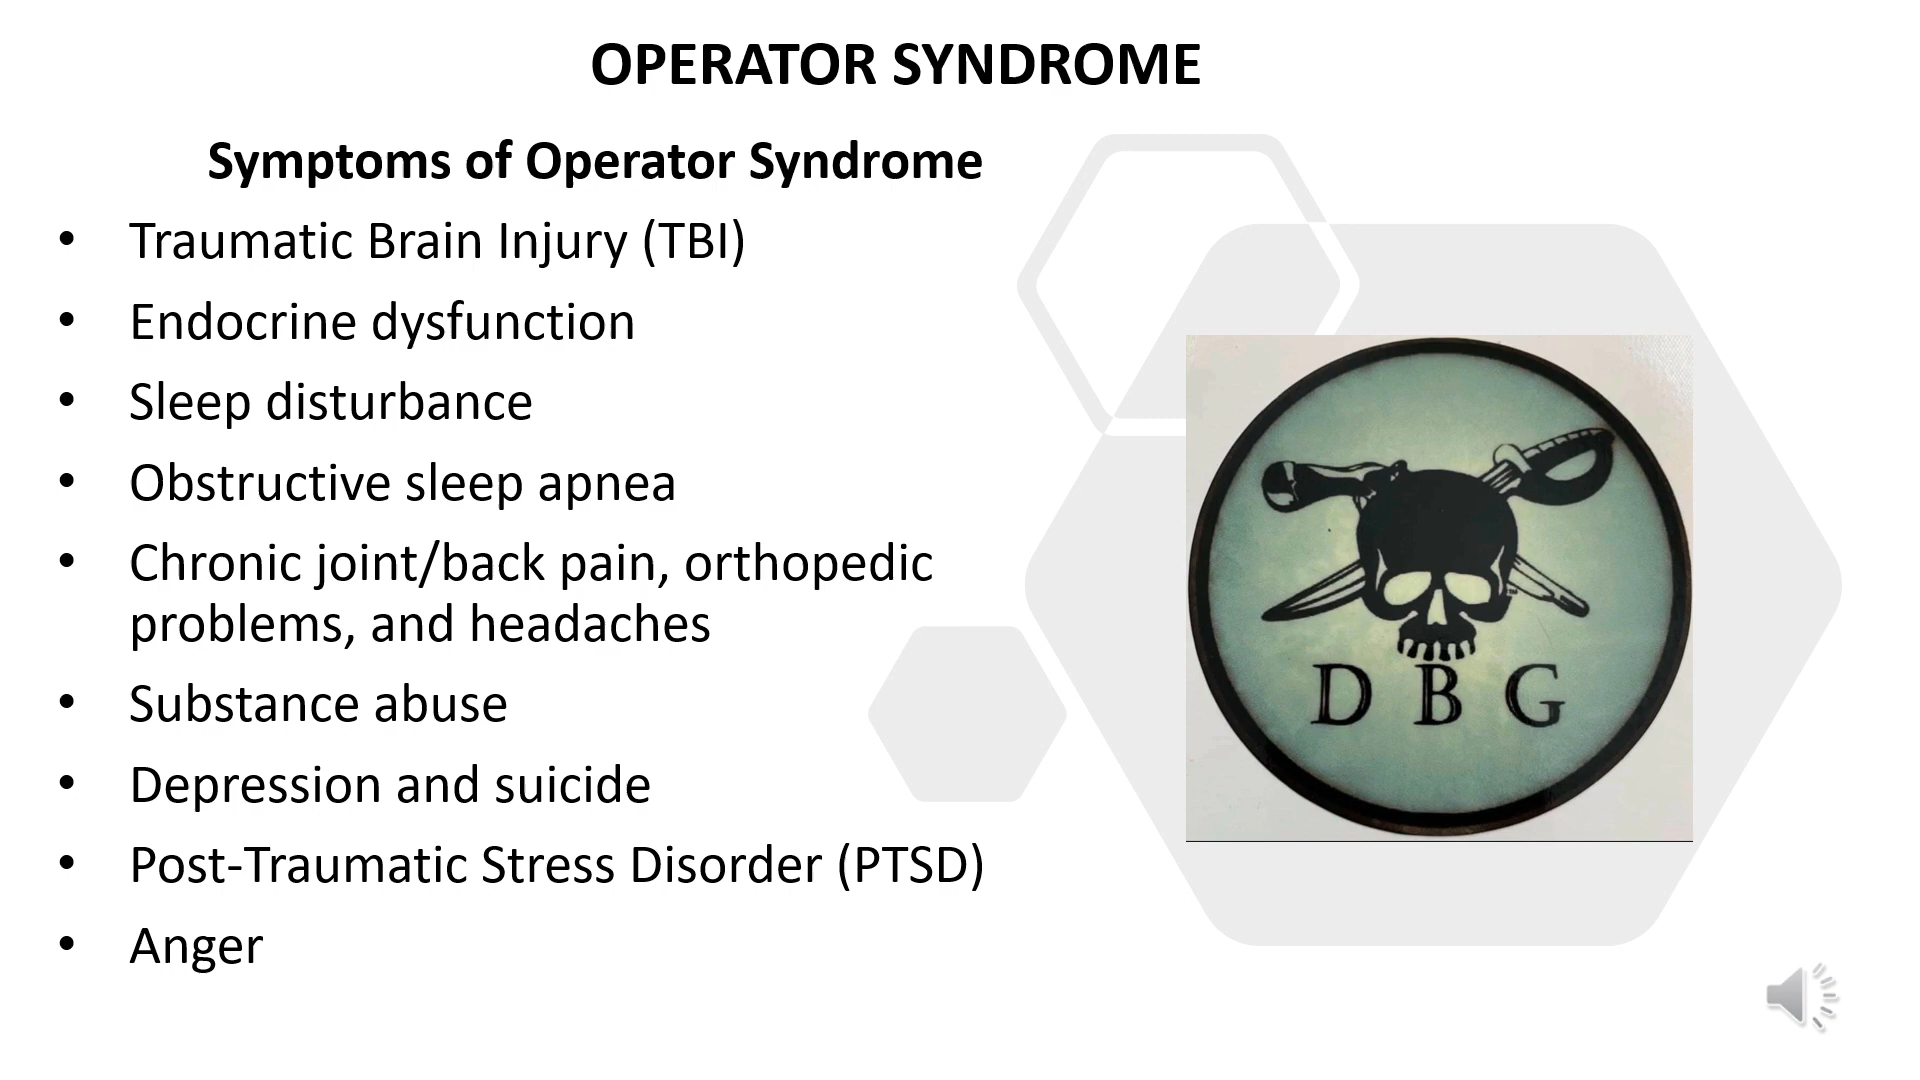 OPERATOR SYNDROME
Symptoms of Operator Syndrome
• Traumatic Brain Injury (TBI)
• Endocrine dysfunction
• Sleep disturbance
• Obstructive sleep apnea
• Chronic joint/back pain, orthopedic
problems, and headaches
• Substance abuse
• Depression and suicide
• Post-Traumatic Stress Disorder (PTSD)
• Anger
D B G